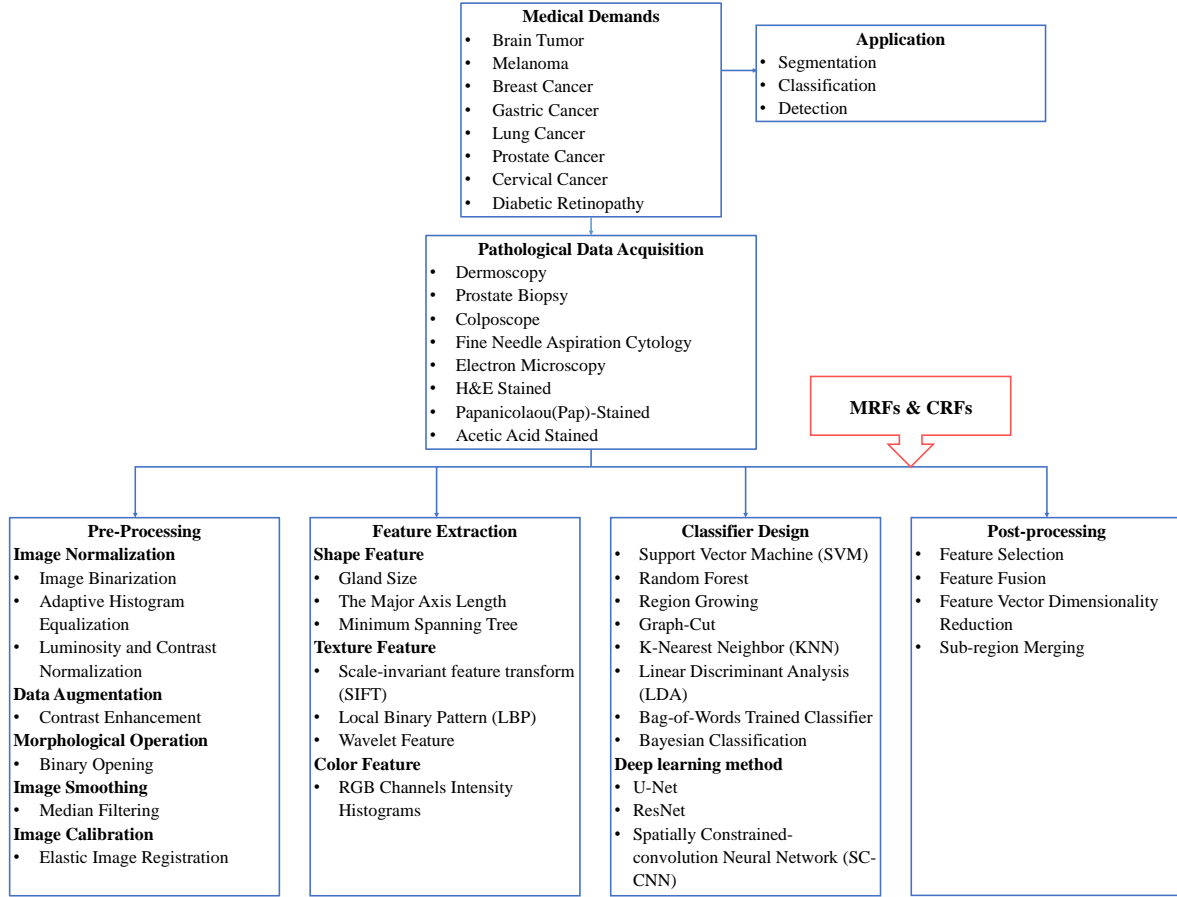 Medical Demands
• Brain Tumor
• Melanoma
• Breast Cancer
• Gastric Cancer
• Lung Cancer
• Prostate Cancer
• Cervical Cancer
• Diabetic Retinopathy
Application
• Segmentation
• Classification
• Detection
Pathological Data Acquisition
• Dermoscopy
• Prostate Biopsy
• Colposcope
• Fine Needle Aspiration Cytology
• Electron Microscopy
• H&E Stained
• Papanicolaou(Pap)-Stained
• Acetic Acid Stained
MRFs & CRFs
Pre-Processing
Image Normalization
• Image Binarization
• Adaptive Histogram
Equalization
• Luminosity and Contrast
Normalization
Data Augmentation
• Contrast Enhancement
Morphological Operation
• Binary Opening
Image Smoothing
• Median Filtering
Image Calibration
• Elastic Image Registration
Feature Extraction
Shape Feature
• Gland Size
• The Major Axis Length
• Minimum Spanning Tree
Texture Feature
• Scale-invariant feature transform
(SIFT)
• Local Binary Pattern (LBP)
• Wavelet Feature
Color Feature
• RGB Channels Intensity
Histograms
Classifier Design
• Support Vector Machine (SVM)
• Random Forest
• Region Growing
• Graph-Cut
• K-Nearest Neighbor (KNN)
• Linear Discriminant Analysis
(LDA)
• Bag-of-Words Trained Classifier
• Bayesian Classification
Deep learning method
• U-Net
• ResNet
• Spatially Constrained-
convolution Neural Network (SC-
CNN)
Post-processing
• Feature Selection
• Feature Fusion
• Feature Vector Dimensionality
Reduction
• Sub-region Merging